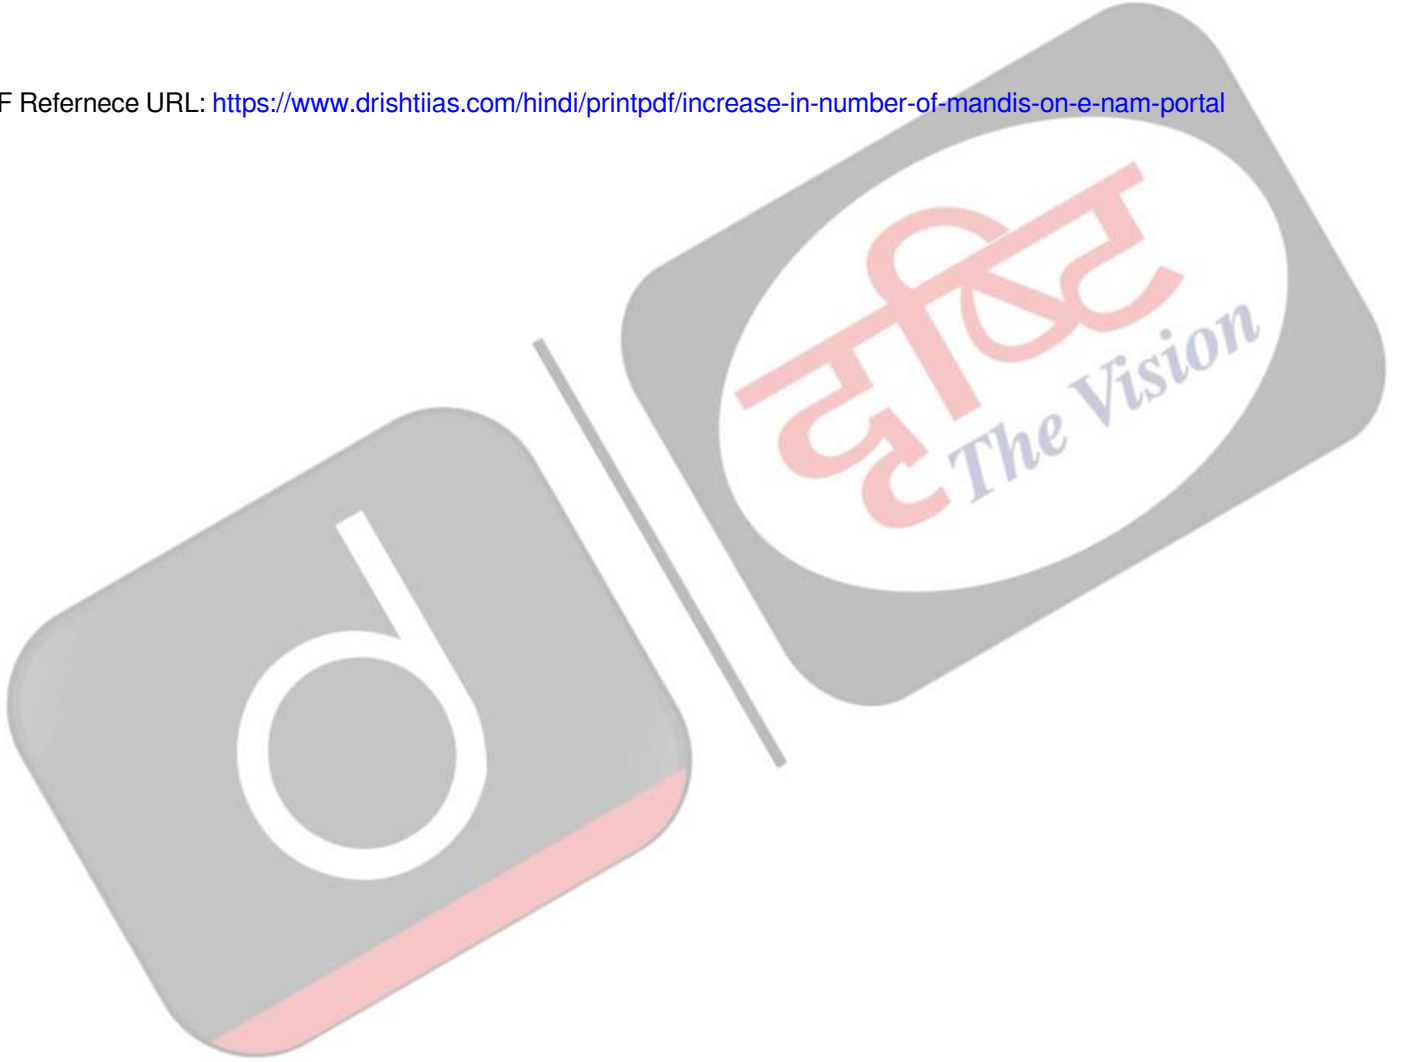 F Refernece URL: https://www.drishtiias.com/hindi/printpdf/increase-in-number-of-mandis-on-e-nam-portal
दृष्टि
The Vision
d